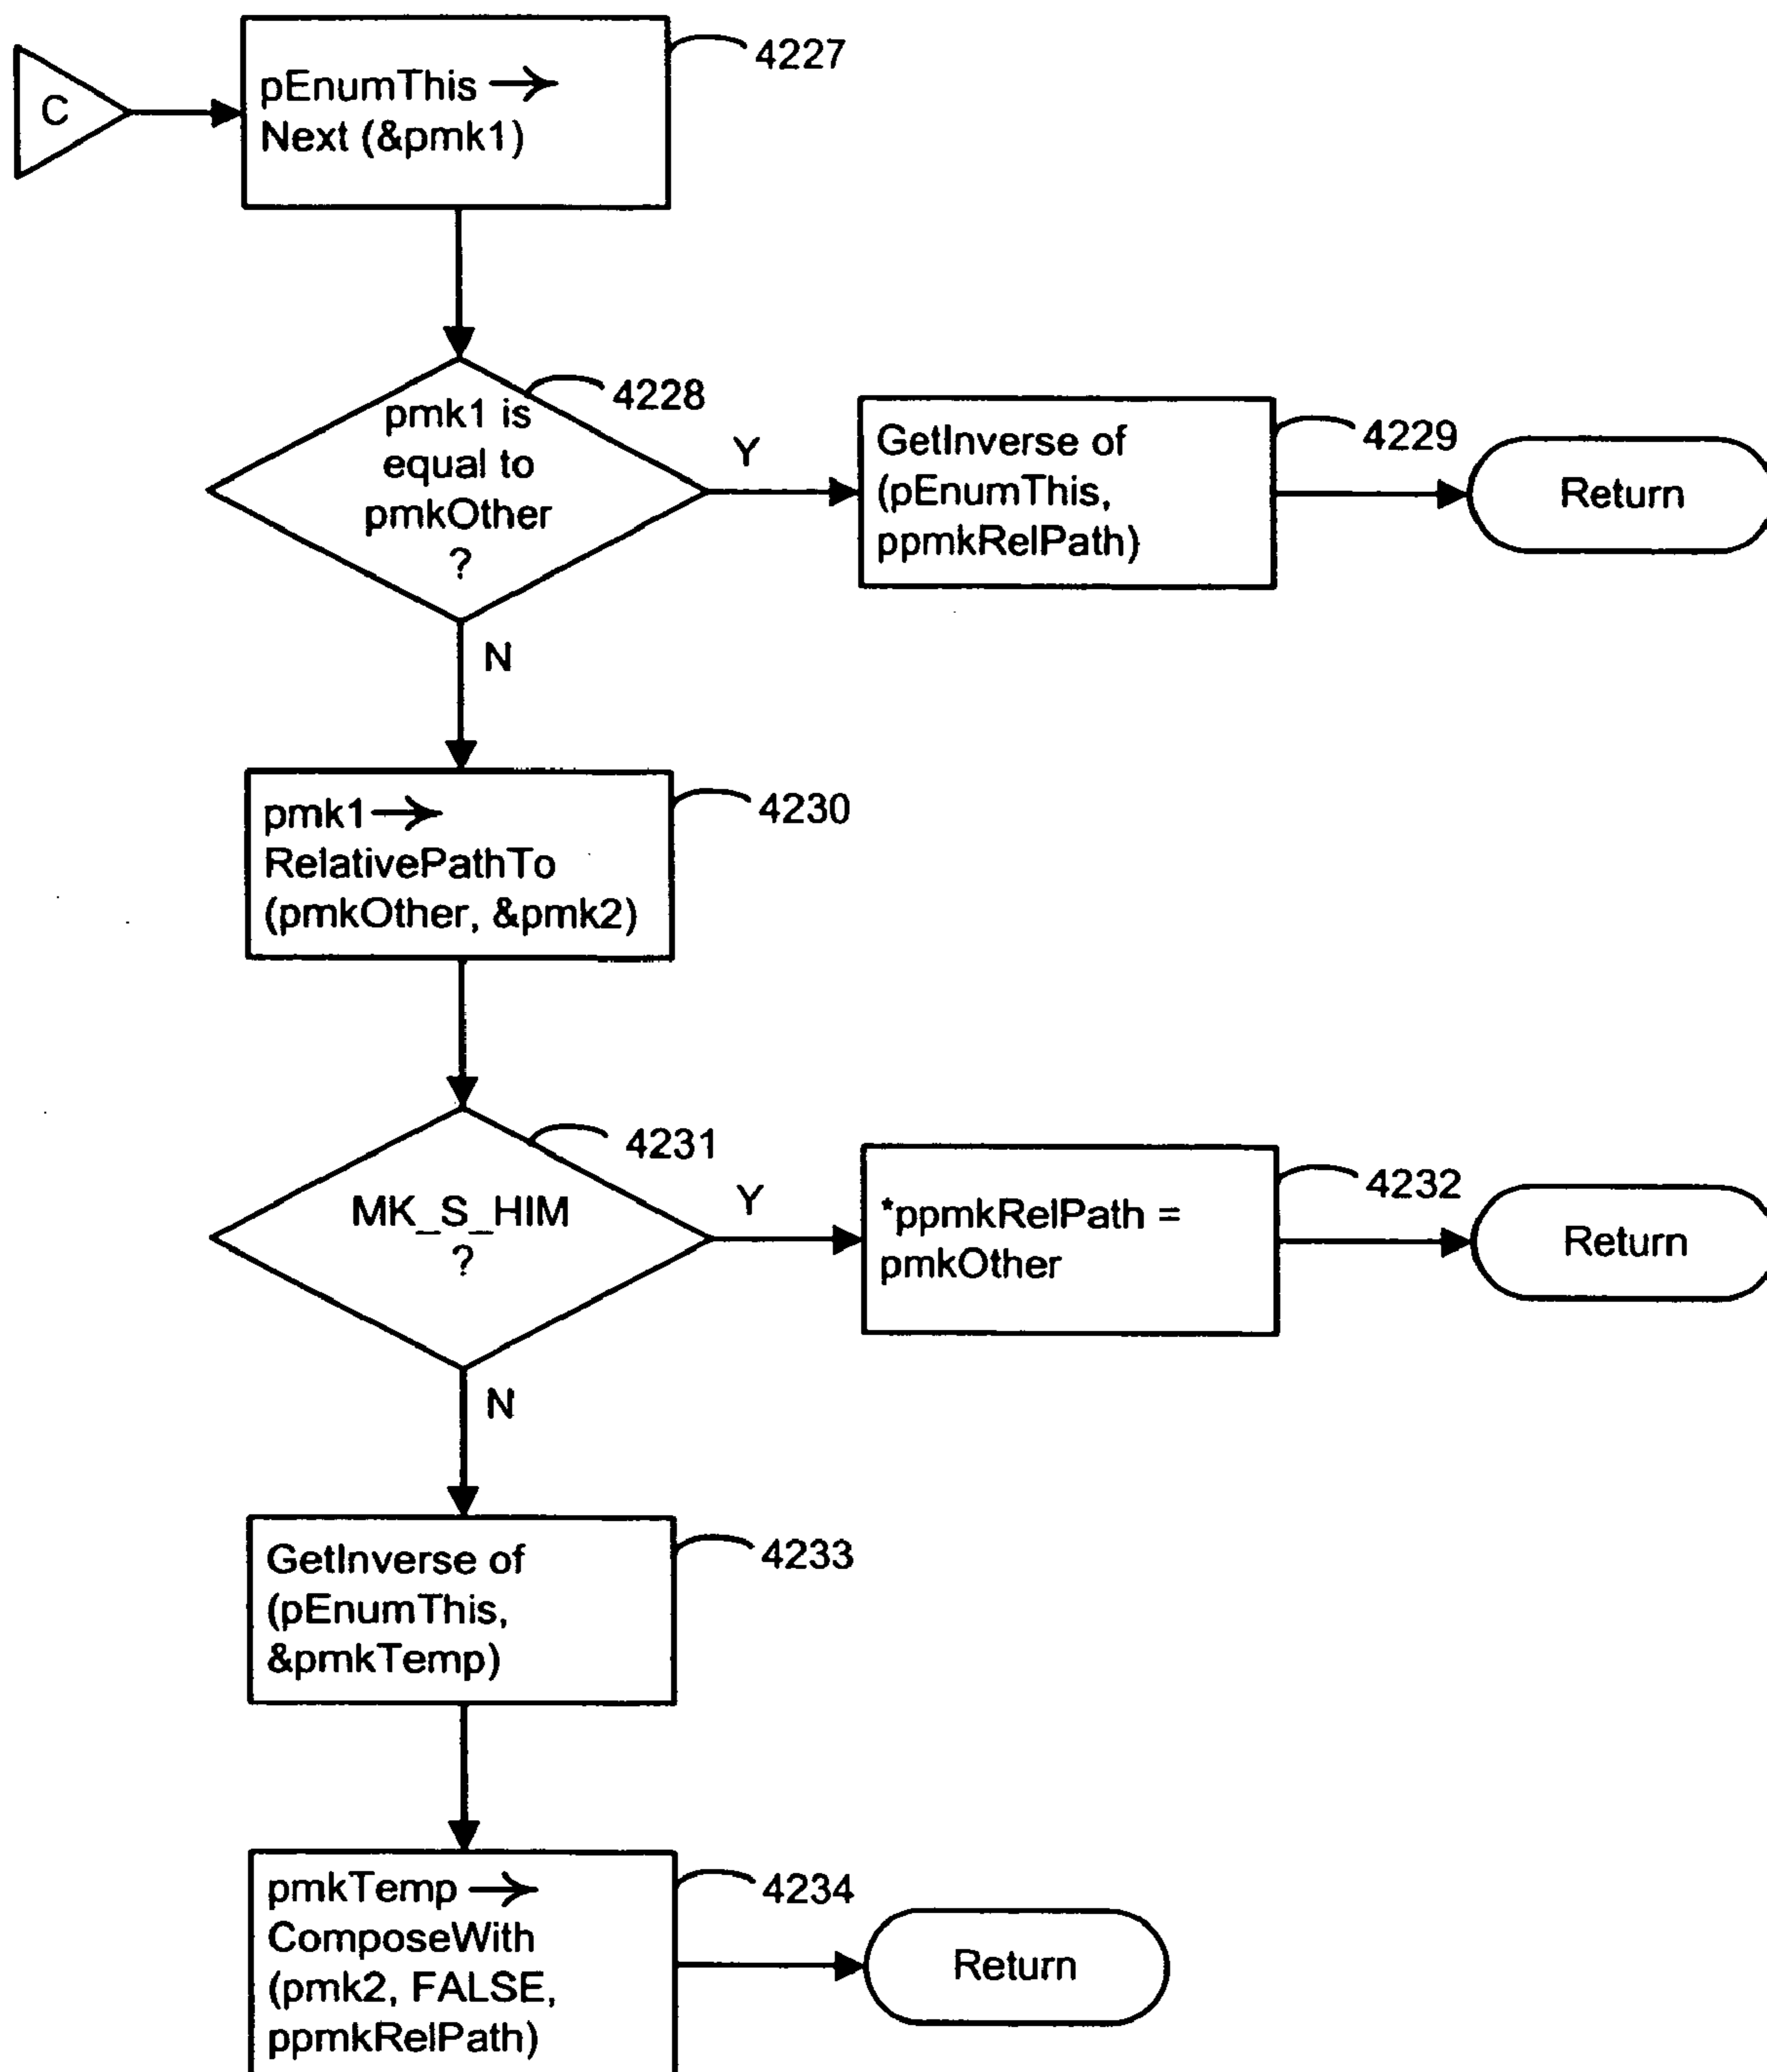 C
pEnumThis →
Next (&pmk1)
4227
pmk1 is
equal to
pmkOther
?
4228
Y
GetInverse of
(pEnumThis,
ppmkRelPath)
4229
Return
N
pmk1 →
RelativePathTo
(pmkOther, &pmk2)
4230
MK_S_HIM
?
4231
Y
*ppmkRelPath =
pmkOther
4232
Return
N
GetInverse of
(pEnumThis,
&pmkTemp)
4233
pmkTemp →
ComposeWith
(pmk2, FALSE,
ppmkRelPath)
4234
Return